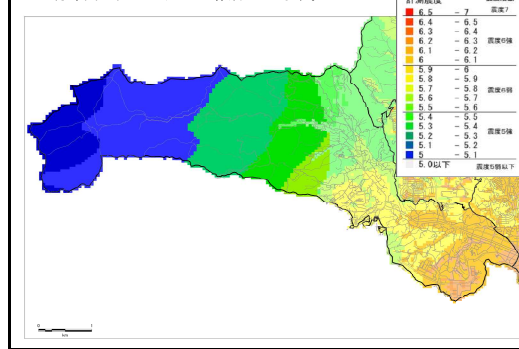 計測震度
6.5 - 7 震度7
6.4 - 6.5
6.3 - 6.4
6.2 - 6.3 震度6強
6.1 - 6.2
6 - 6.1
5.9 - 6
5.8 - 5.9
5.7 - 5.8 震度6弱
5.6 - 5.7
5.5 - 5.6
5.4 - 5.5
5.3 - 5.4
5.2 - 5.3 震度5強
5.1 - 5.2
5 - 5.1
5.0以下 震度5弱以下
0 1
km